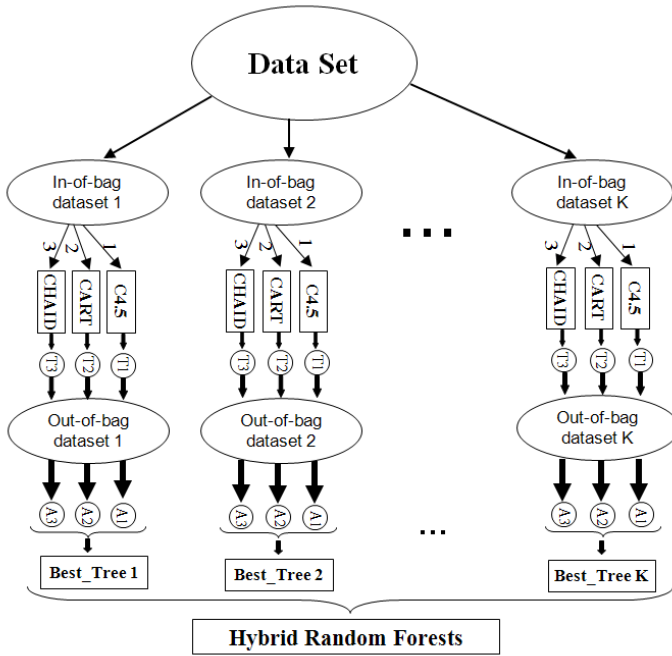 Data Set
In-of-bag
dataset 1
In-of-bag
dataset 2
In-of-bag
dataset K
...
3
2
1
3
2
1
3
2
1
CHAID
CART
C4.5
CHAID
CART
C4.5
CHAID
CART
C4.5
T3
T2
T1
T3
T2
T1
T3
T2
T1
Out-of-bag
dataset 1
Out-of-bag
dataset 2
Out-of-bag
dataset K
A3
A2
A1
A3
A2
A1
A3
A2
A1
...
Best_Tree 1
Best_Tree 2
Best_Tree K
Hybrid Random Forests